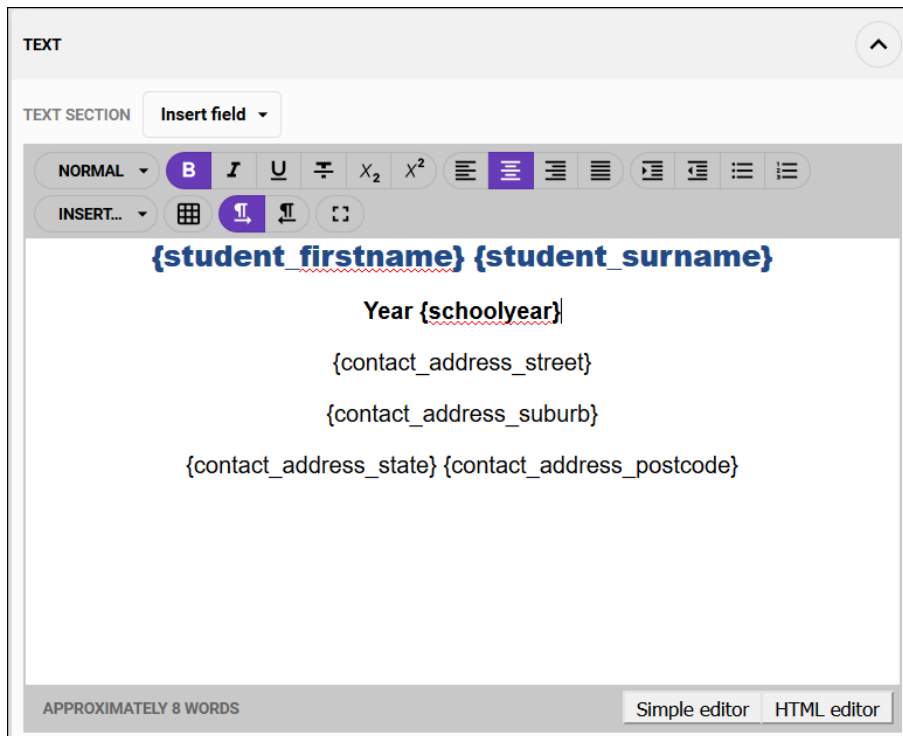 TEXT
TEXT SECTION Insert field
NORMAL B I U T X₂ X²
INSERT...
{student_firstname} {student_surname}
Year {schoolyear}
{contact_address_street}
{contact_address_suburb}
{contact_address_state} {contact_address_postcode}
APPROXIMATELY 8 WORDS Simple editor HTML editor